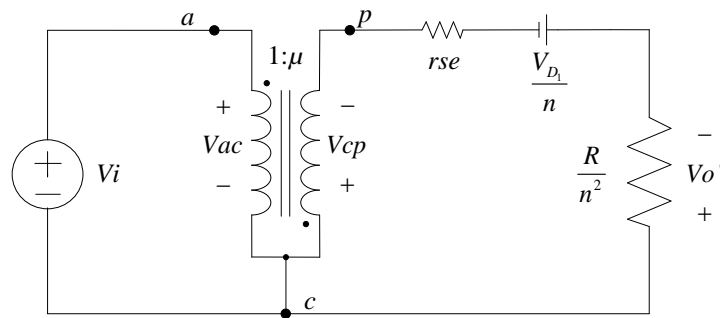 a
p
1:μ
rse
V_{D_1}
n
+
−
+
−
Vi
Vac
+
−
−
Vcp
+
R
n²
−
Vo'
+
c